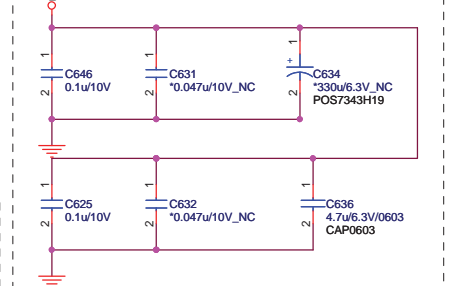 1
C646
0.1u/10V
2
1
C631
*0.047u/10V_NC
2
1
+
C634
*330u/6.3V_NC
2
POS7343H19
1
C625
0.1u/10V
2
1
C632
*0.047u/10V_NC
2
1
C636
4.7u/6.3V/0603
2
CAP0603